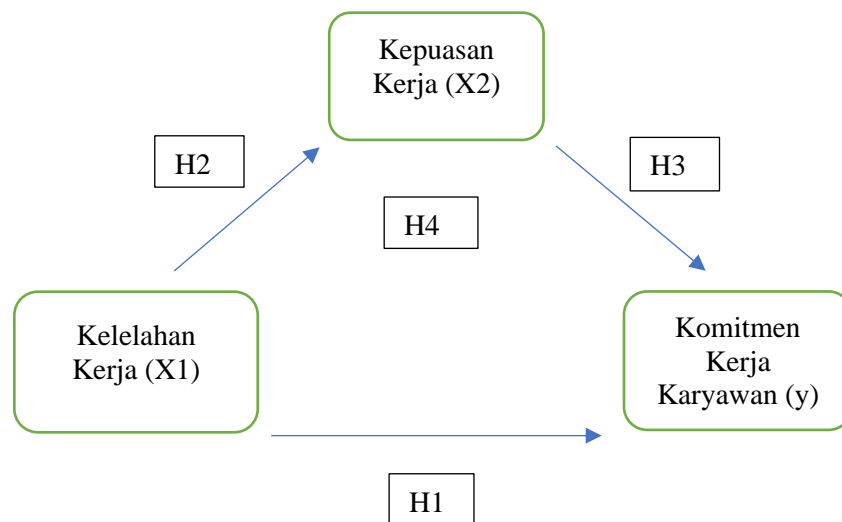 Kepuasan
Kerja (X2)
H2
H3
H4
Kelelahan
Kerja (X1)
Komitmen
Kerja
Karyawan (y)
H1